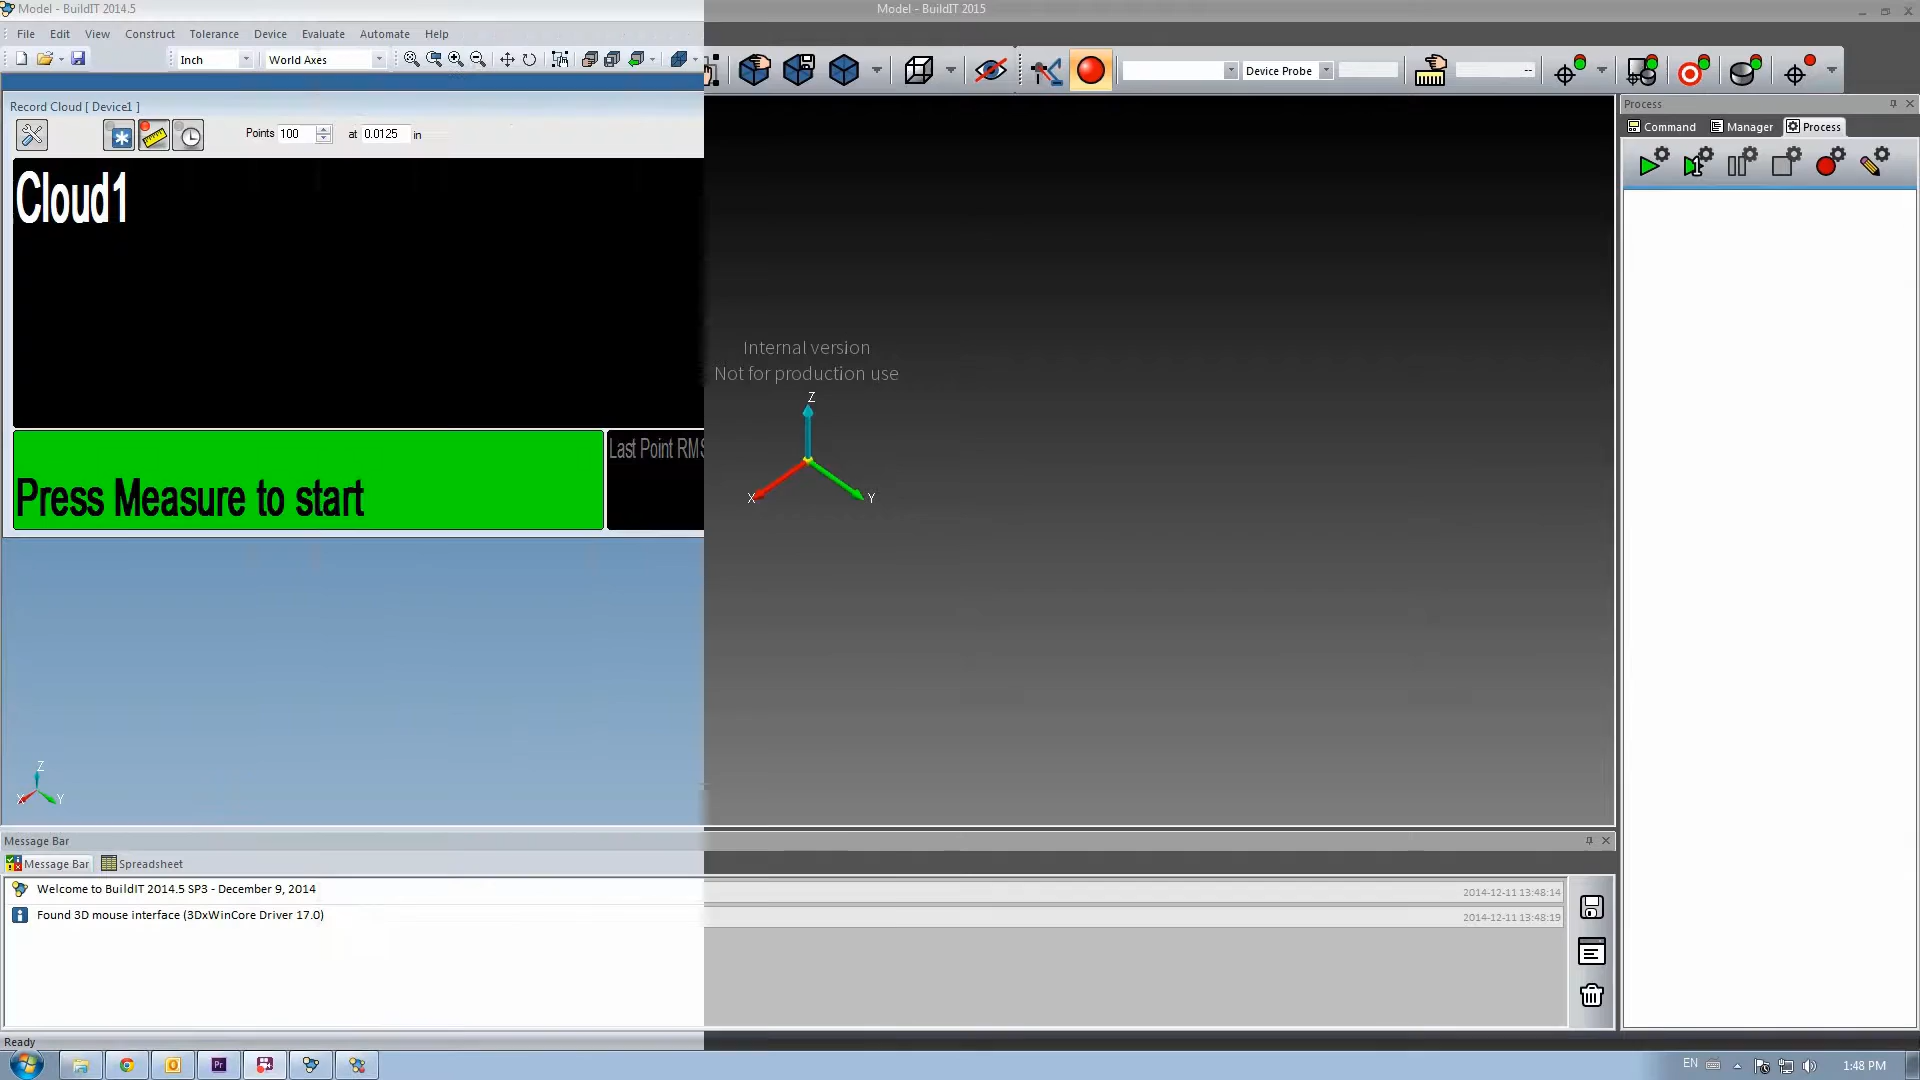 Model - BuildIT 2014.5
Model - BuildIT 2015
File Edit View Construct Tolerance Device Evaluate Automate Help
Inch World Axes
Device Probe
--
Record Cloud [ Device1 ]
Points 100 at 0.0125 in
Cloud1
Last Point RMS
Press Measure to start
Internal version
Not for production use
Z
X
Y
Z
X
Y
Process
Command Manager Process
Message Bar
Message Bar Spreadsheet
Welcome to BuildIT 2014.5 SP3 - December 9, 2014
2014-12-11 13:48:14
Found 3D mouse interface (3DxWinCore Driver 17.0)
2014-12-11 13:48:19
Ready
Pr
EN
1:48 PM